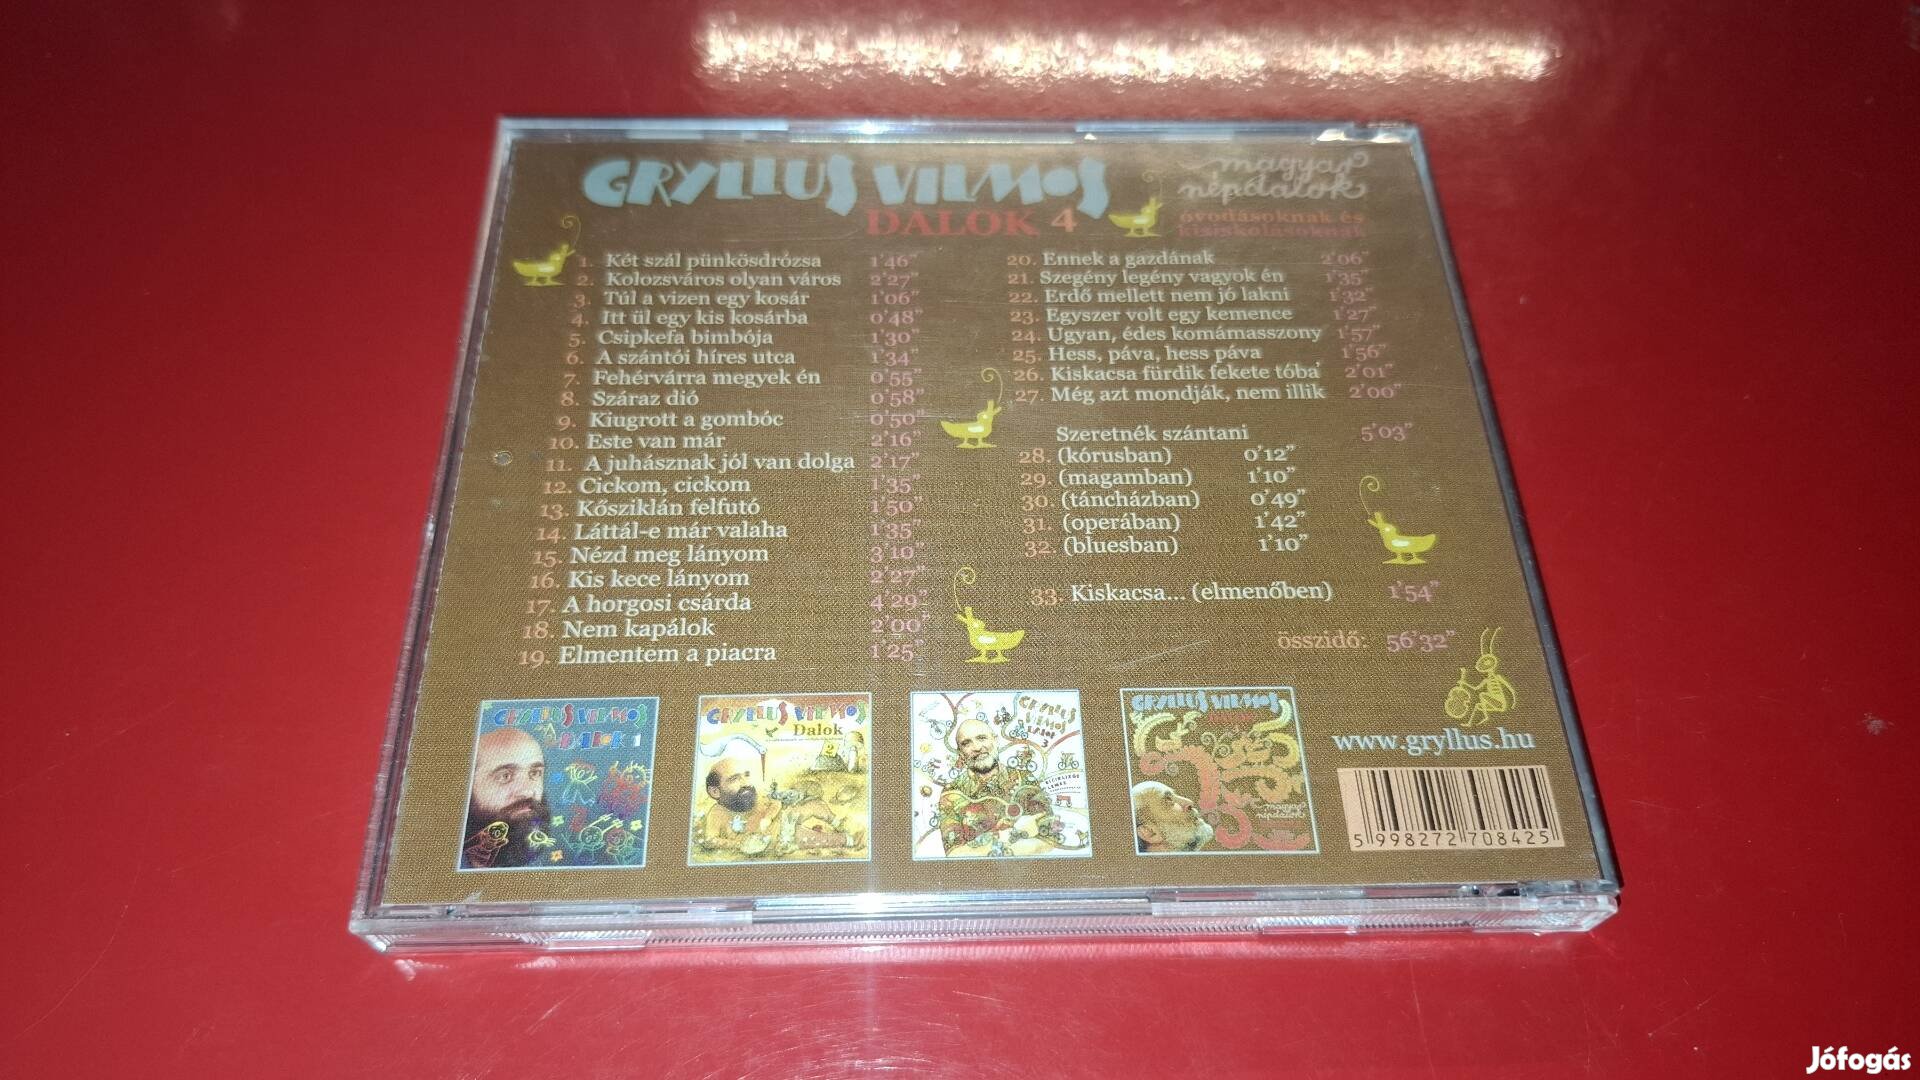 GRYLLUS VILMOS
DALOK 4
magyar
népdalok
óvodásoknak és
kisiskolásoknak
1. Két szál pünkösdrózsa 1'46"
2. Kolozsváros olyan város 2'27"
3. Túl a vizen egy kosár 1'06"
4. Itt ül egy kis kosárba 0'48"
5. Csipkefa bimbója 1'30"
6. A szántói híres utca 1'34"
7. Fehérvárra megyek én 0'55"
8. Száraz dió 0'58"
9. Kiugrott a gombóc 0'50"
10. Este van már 2'16"
11. A juhásznak jól van dolga 2'17"
12. Cickom, cickom 1'35"
13. Kősziklán felfutó 1'50"
14. Láttál-e már valaha 1'35"
15. Nézd meg lányom 3'10"
16. Kis kece lányom 2'27"
17. A horgosi csárda 4'29"
18. Nem kapálok 2'00"
19. Elmentem a piacra 1'25"
20. Ennek a gazdának 2'06"
21. Szegény legény vagyok én 1'35"
22. Erdő mellett nem jó lakni 1'32"
23. Egyszer volt egy kemence 1'27"
24. Ugyan, édes komámasszony 1'57"
25. Hess, páva, hess páva 1'56"
26. Kiskacsa fürdik fekete tóba' 2'01"
27. Még azt mondják, nem illik 2'00"
Szeretnék szántani 5'03"
28. (kórusban) 0'12"
29. (magamban) 1'10"
30. (táncházban) 0'49"
31. (operában) 1'42"
32. (bluesban) 1'10"
33. Kiskacsa... (elmenőben) 1'54"
összidő: 56'32"
GRYLLUS VILMOS
DALOK 1
GRYLLUS VILMOS
Dalok
2
GRYLLUS
VILMOS
DALOK 3
GRYLLUS VILMOS
magyar
népdalok
www.gryllus.hu
5 998272 708425
Jófogás